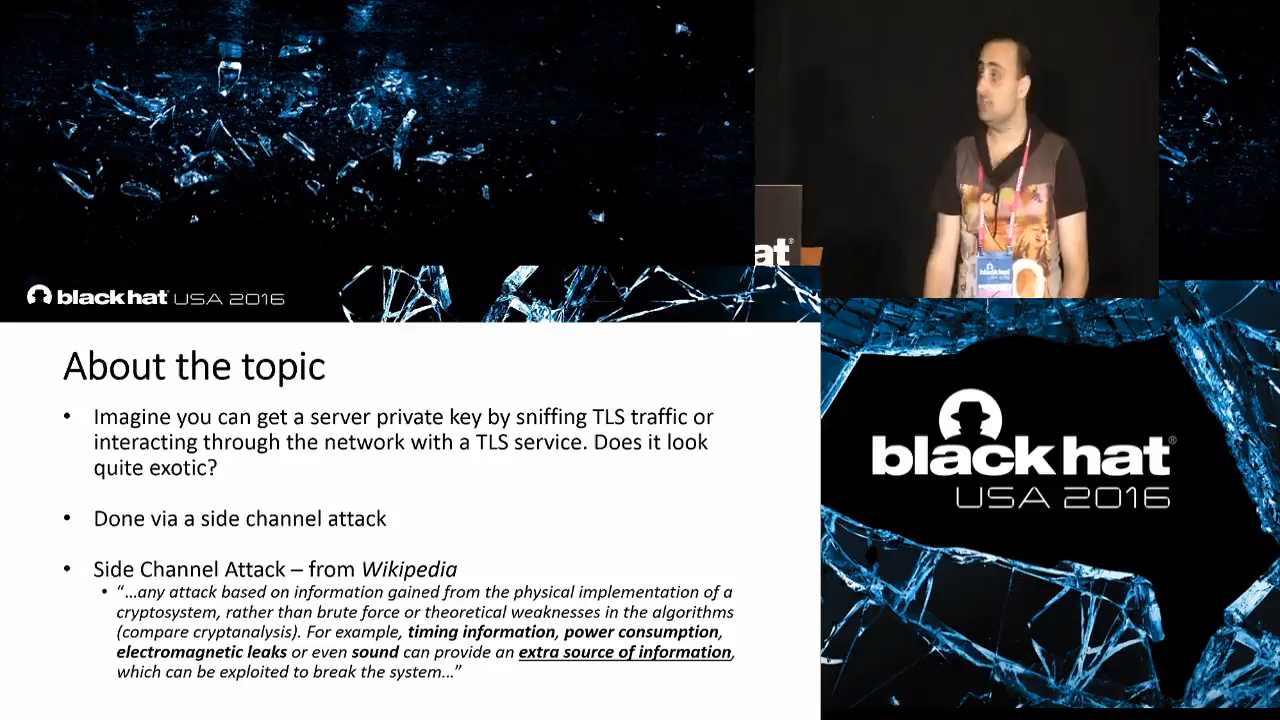 at®
black hat
black hat® USA 2016
About the topic
• Imagine you can get a server private key by sniffing TLS traffic or
interacting through the network with a TLS service. Does it look
quite exotic?
• Done via a side channel attack
• Side Channel Attack – from Wikipedia
• “…any attack based on information gained from the physical implementation of a
cryptosystem, rather than brute force or theoretical weaknesses in the algorithms
(compare cryptanalysis). For example, timing information, power consumption,
electromagnetic leaks or even sound can provide an extra source of information,
which can be exploited to break the system…”
black hat®
USA 2016